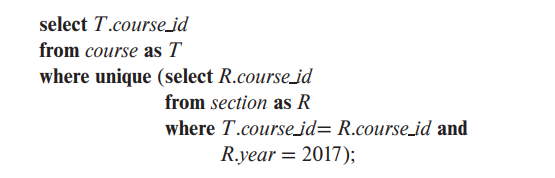 select T.course_id
from course as T
where unique (select R.course_id
from section as R
where T.course_id= R.course_id and
R.year = 2017);